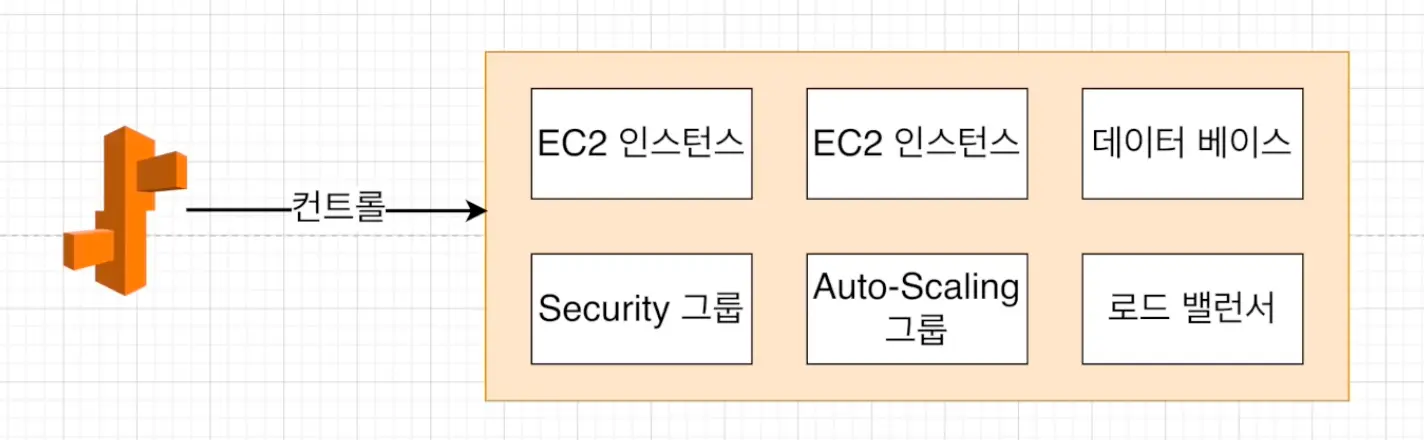 EC2 인스턴스
EC2 인스턴스
데이터 베이스
컨트롤
Security 그룹
Auto-Scaling
그룹
로드 밸런서